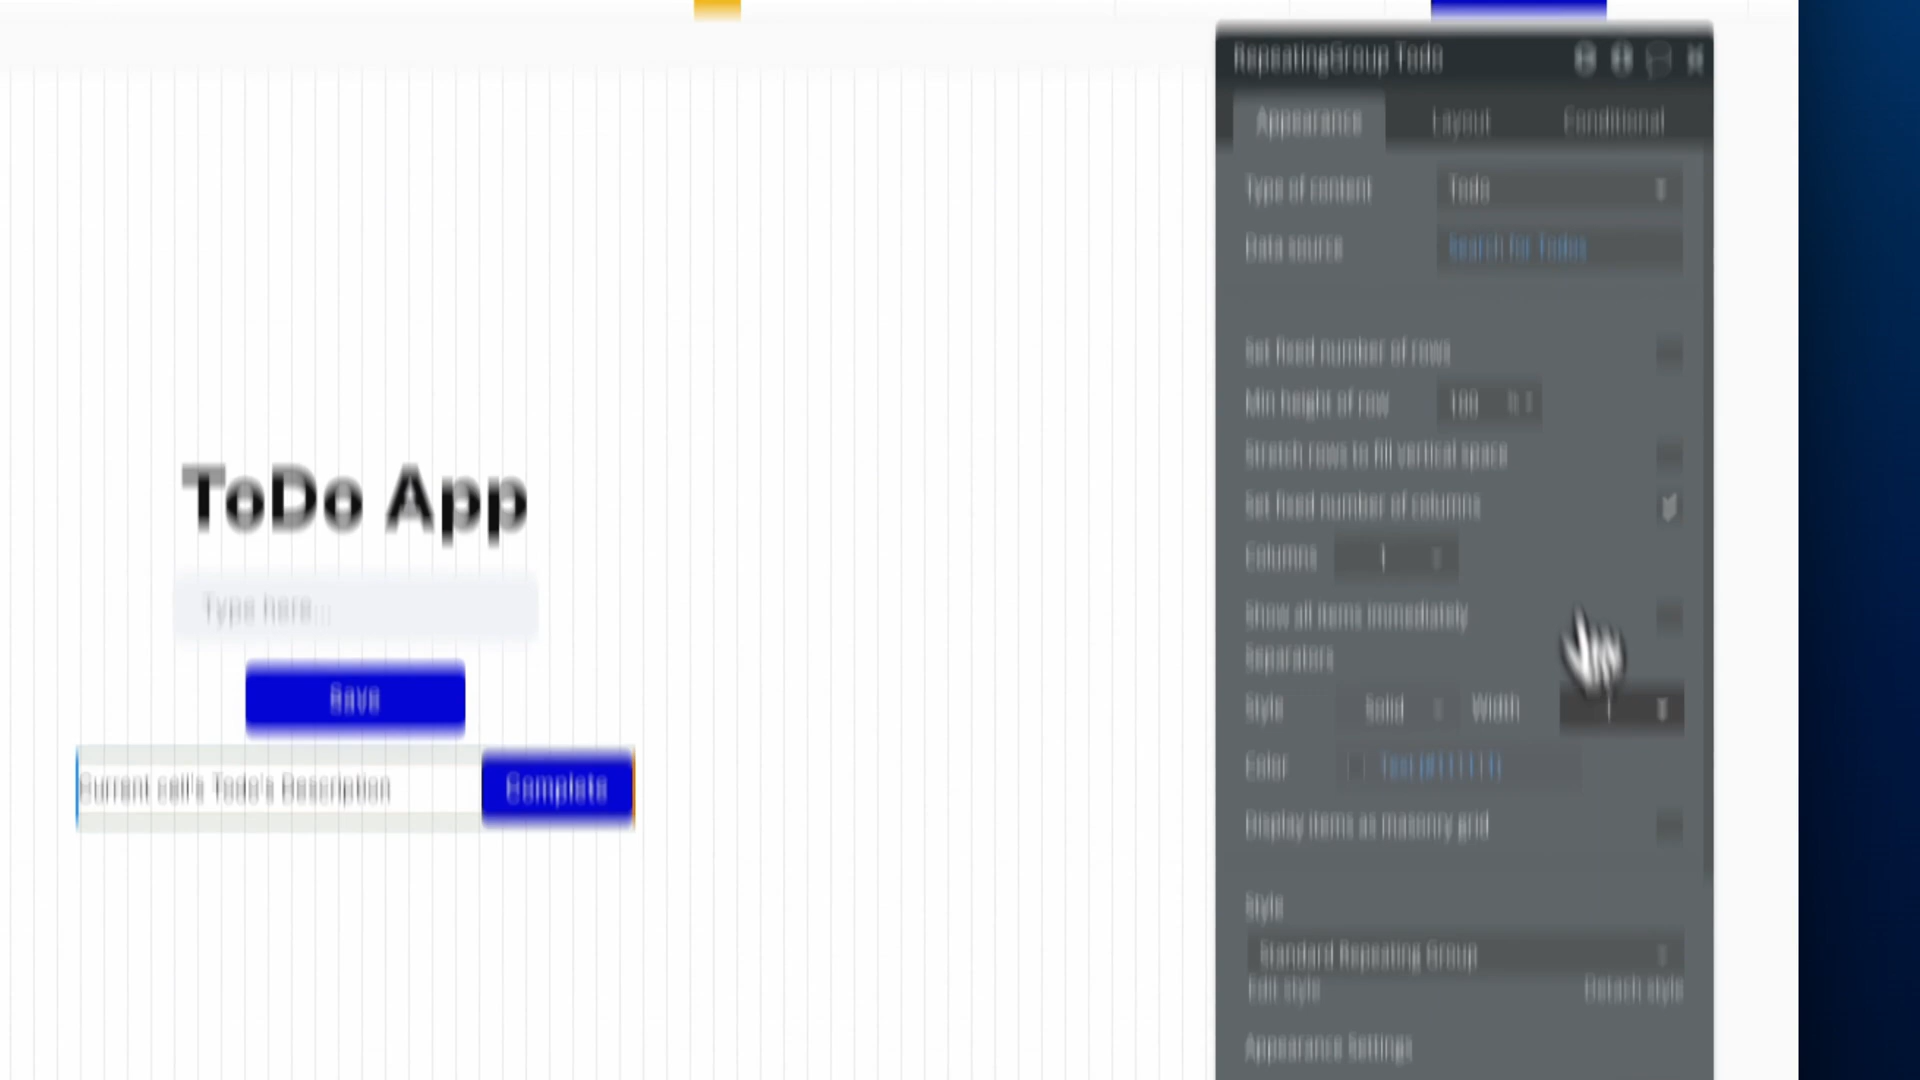 RepeatingGroup Todo
Appearance Layout Conditional
Type of content Todo
Data source Search for Todos
Set fixed number of rows
Min height of row 100
Stretch rows to fill vertical space
Set fixed number of columns
Columns 1
Show all items immediately
Separators
Style Solid Width 1
Color Text (#111111)
Display items as masonry grid
Style
Standard Repeating Group
Edit style Detach style
Appearance Settings
ToDo App
Type here...
Save
Current cell's Todo's Description Complete